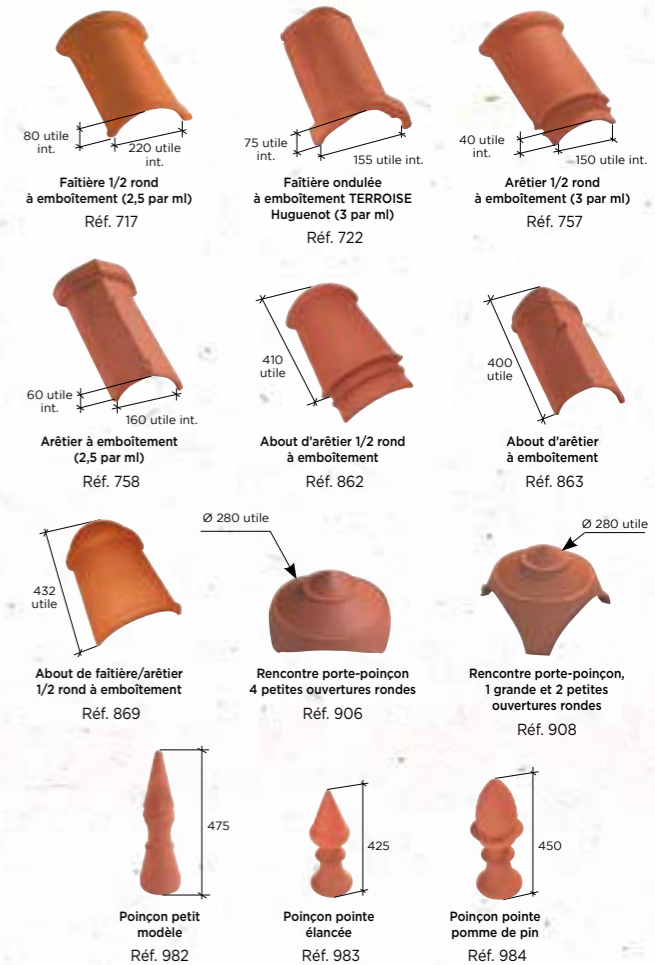 80 utile
int.
220 utile
int.
Faîtière 1/2 rond
à emboîtement (2,5 par ml)
Réf. 717
75 utile
int.
155 utile int.
Faîtière ondulée
à emboîtement TERROISE
Huguenot (3 par ml)
Réf. 722
40 utile
int.
150 utile int.
Arêtier 1/2 rond
à emboîtement (3 par ml)
Réf. 757
60 utile
int.
160 utile int.
Arêtier à emboîtement
(2,5 par ml)
Réf. 758
410
utile
About d'arêtier 1/2 rond
à emboîtement
Réf. 862
400
utile
About d'arêtier
à emboîtement
Réf. 863
432
utile
About de faîtière/arêtier
1/2 rond à emboîtement
Réf. 869
Ø 280 utile
Rencontre porte-poinçon
4 petites ouvertures rondes
Réf. 906
Ø 280 utile
Rencontre porte-poinçon,
1 grande et 2 petites
ouvertures rondes
Réf. 908
475
Poinçon petit
modèle
Réf. 982
425
Poinçon pointe
élancée
Réf. 983
450
Poinçon pointe
pomme de pin
Réf. 984